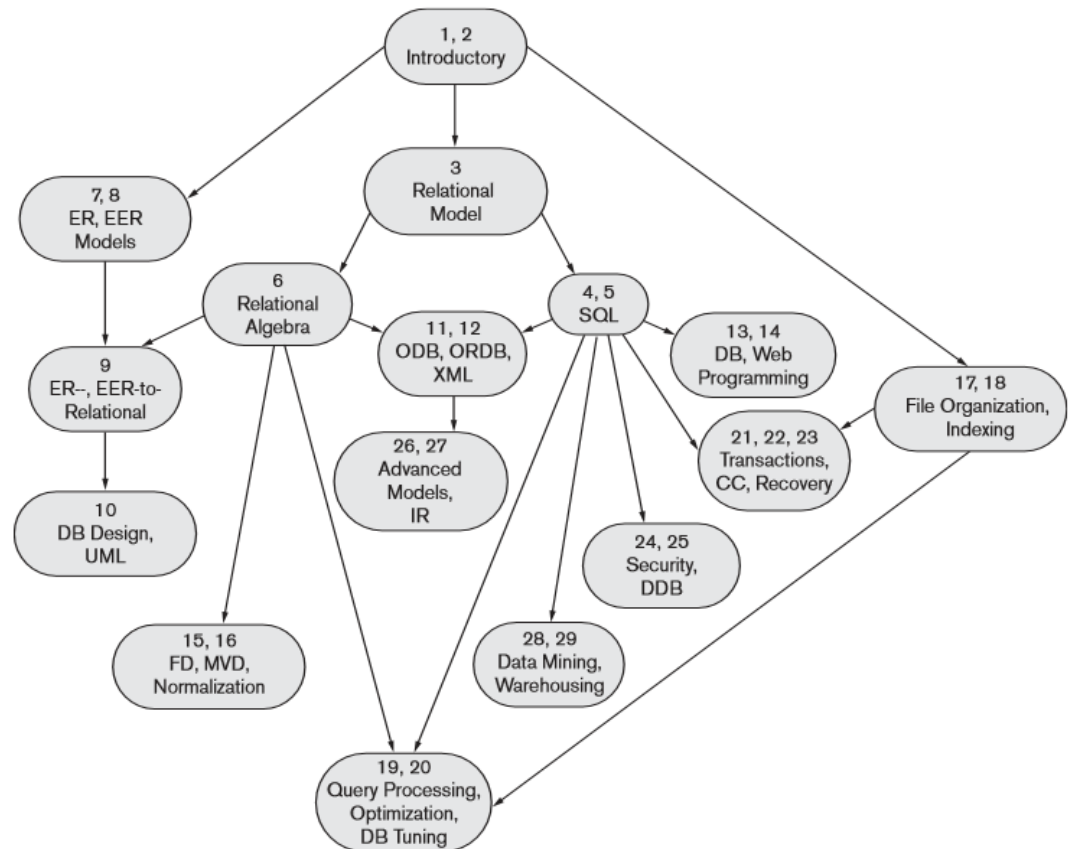 1, 2
Introductory
3
Relational
Model
7, 8
ER, EER
Models
6
Relational
Algebra
4, 5
SQL
11, 12
ODB, ORDB,
XML
13, 14
DB, Web
Programming
9
ER--, EER-to-
Relational
17, 18
File Organization,
Indexing
26, 27
Advanced
Models,
IR
21, 22, 23
Transactions,
CC, Recovery
10
DB Design,
UML
24, 25
Security,
DDB
15, 16
FD, MVD,
Normalization
28, 29
Data Mining,
Warehousing
19, 20
Query Processing,
Optimization,
DB Tuning